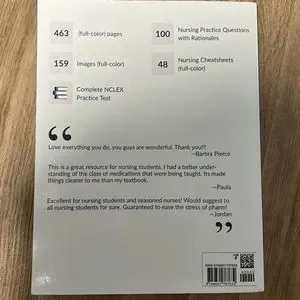 463 (full-color) pages
100 Nursing Practice Questions
with Rationales
159 Images (full-color)
48 Nursing Cheatsheets
(full-color)
Complete NCLEX
Practice Test
“
Love everything you do, you guys are wonderful. Thank you!!!
—Barbra Pierce
This is a great resource for nursing students. I had a better under-
standing of the class of medications that were being taught. Its made
things clearer to me than my textbook.
—Paula
Excellent for nursing students and seasoned nurses! Would suggest to
all nursing students for sure. Guaranteed to ease the stress of pharm!
—Jordan
”